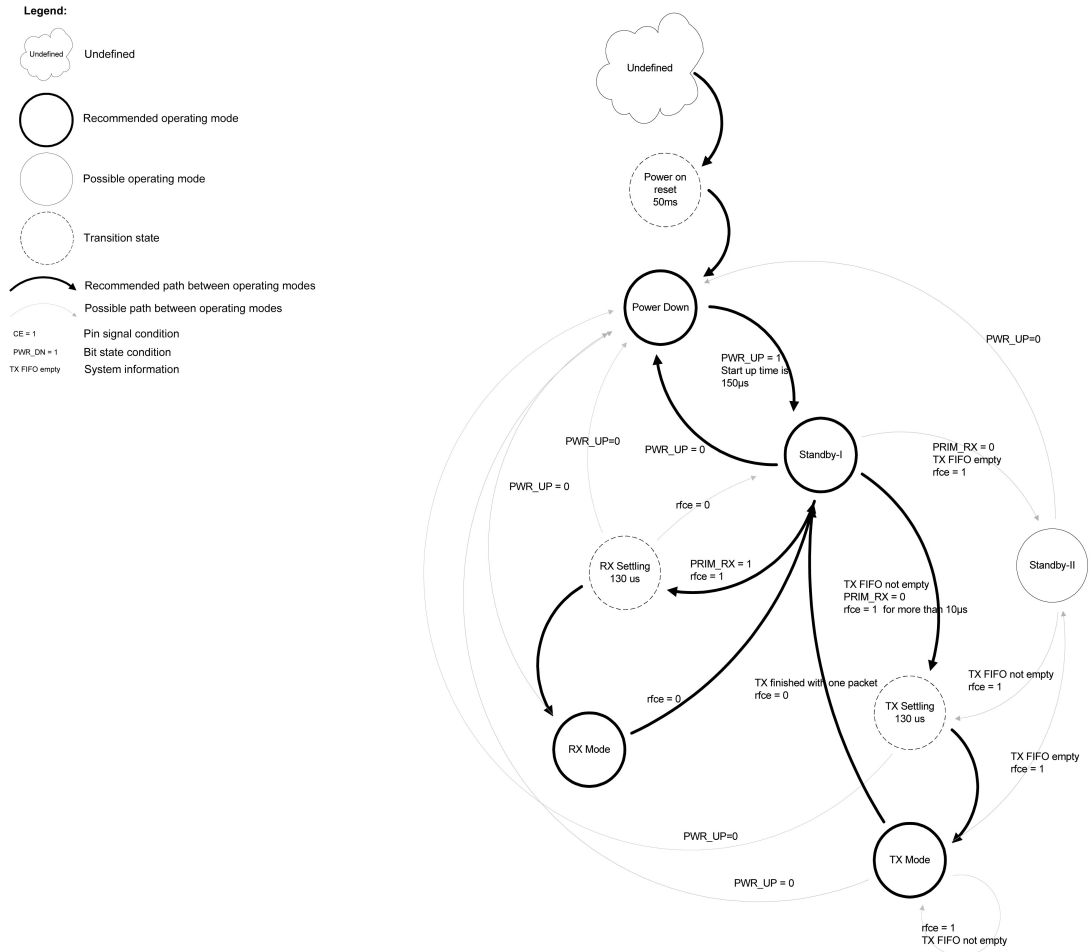 Legend:
Undefined
Undefined
Recommended operating mode
Possible operating mode
Transition state
Recommended path between operating modes
Possible path between operating modes
CE = 1
Pin signal condition
PWR_DN = 1
Bit state condition
TX FIFO empty
System information
Undefined
Power on
reset
50ms
Power Down
PWR_UP=0
PWR_UP = 1
Start up time is
150µs
PWR_UP=0
PWR_UP = 0
Standby-I
PRIM_RX = 0
TX FIFO empty
rfce = 1
PWR_UP = 0
rfce = 0
RX Settling
130 us
PRIM_RX = 1
rfce = 1
Standby-II
TX FIFO not empty
PRIM_RX = 0
rfce = 1  for more than 10µs
TX FIFO not empty
rfce = 1
TX finished with one packet
rfce = 0
rfce = 0
TX Settling
130 us
RX Mode
TX FIFO empty
rfce = 1
PWR_UP=0
TX Mode
PWR_UP = 0
rfce = 1
TX FIFO not empty